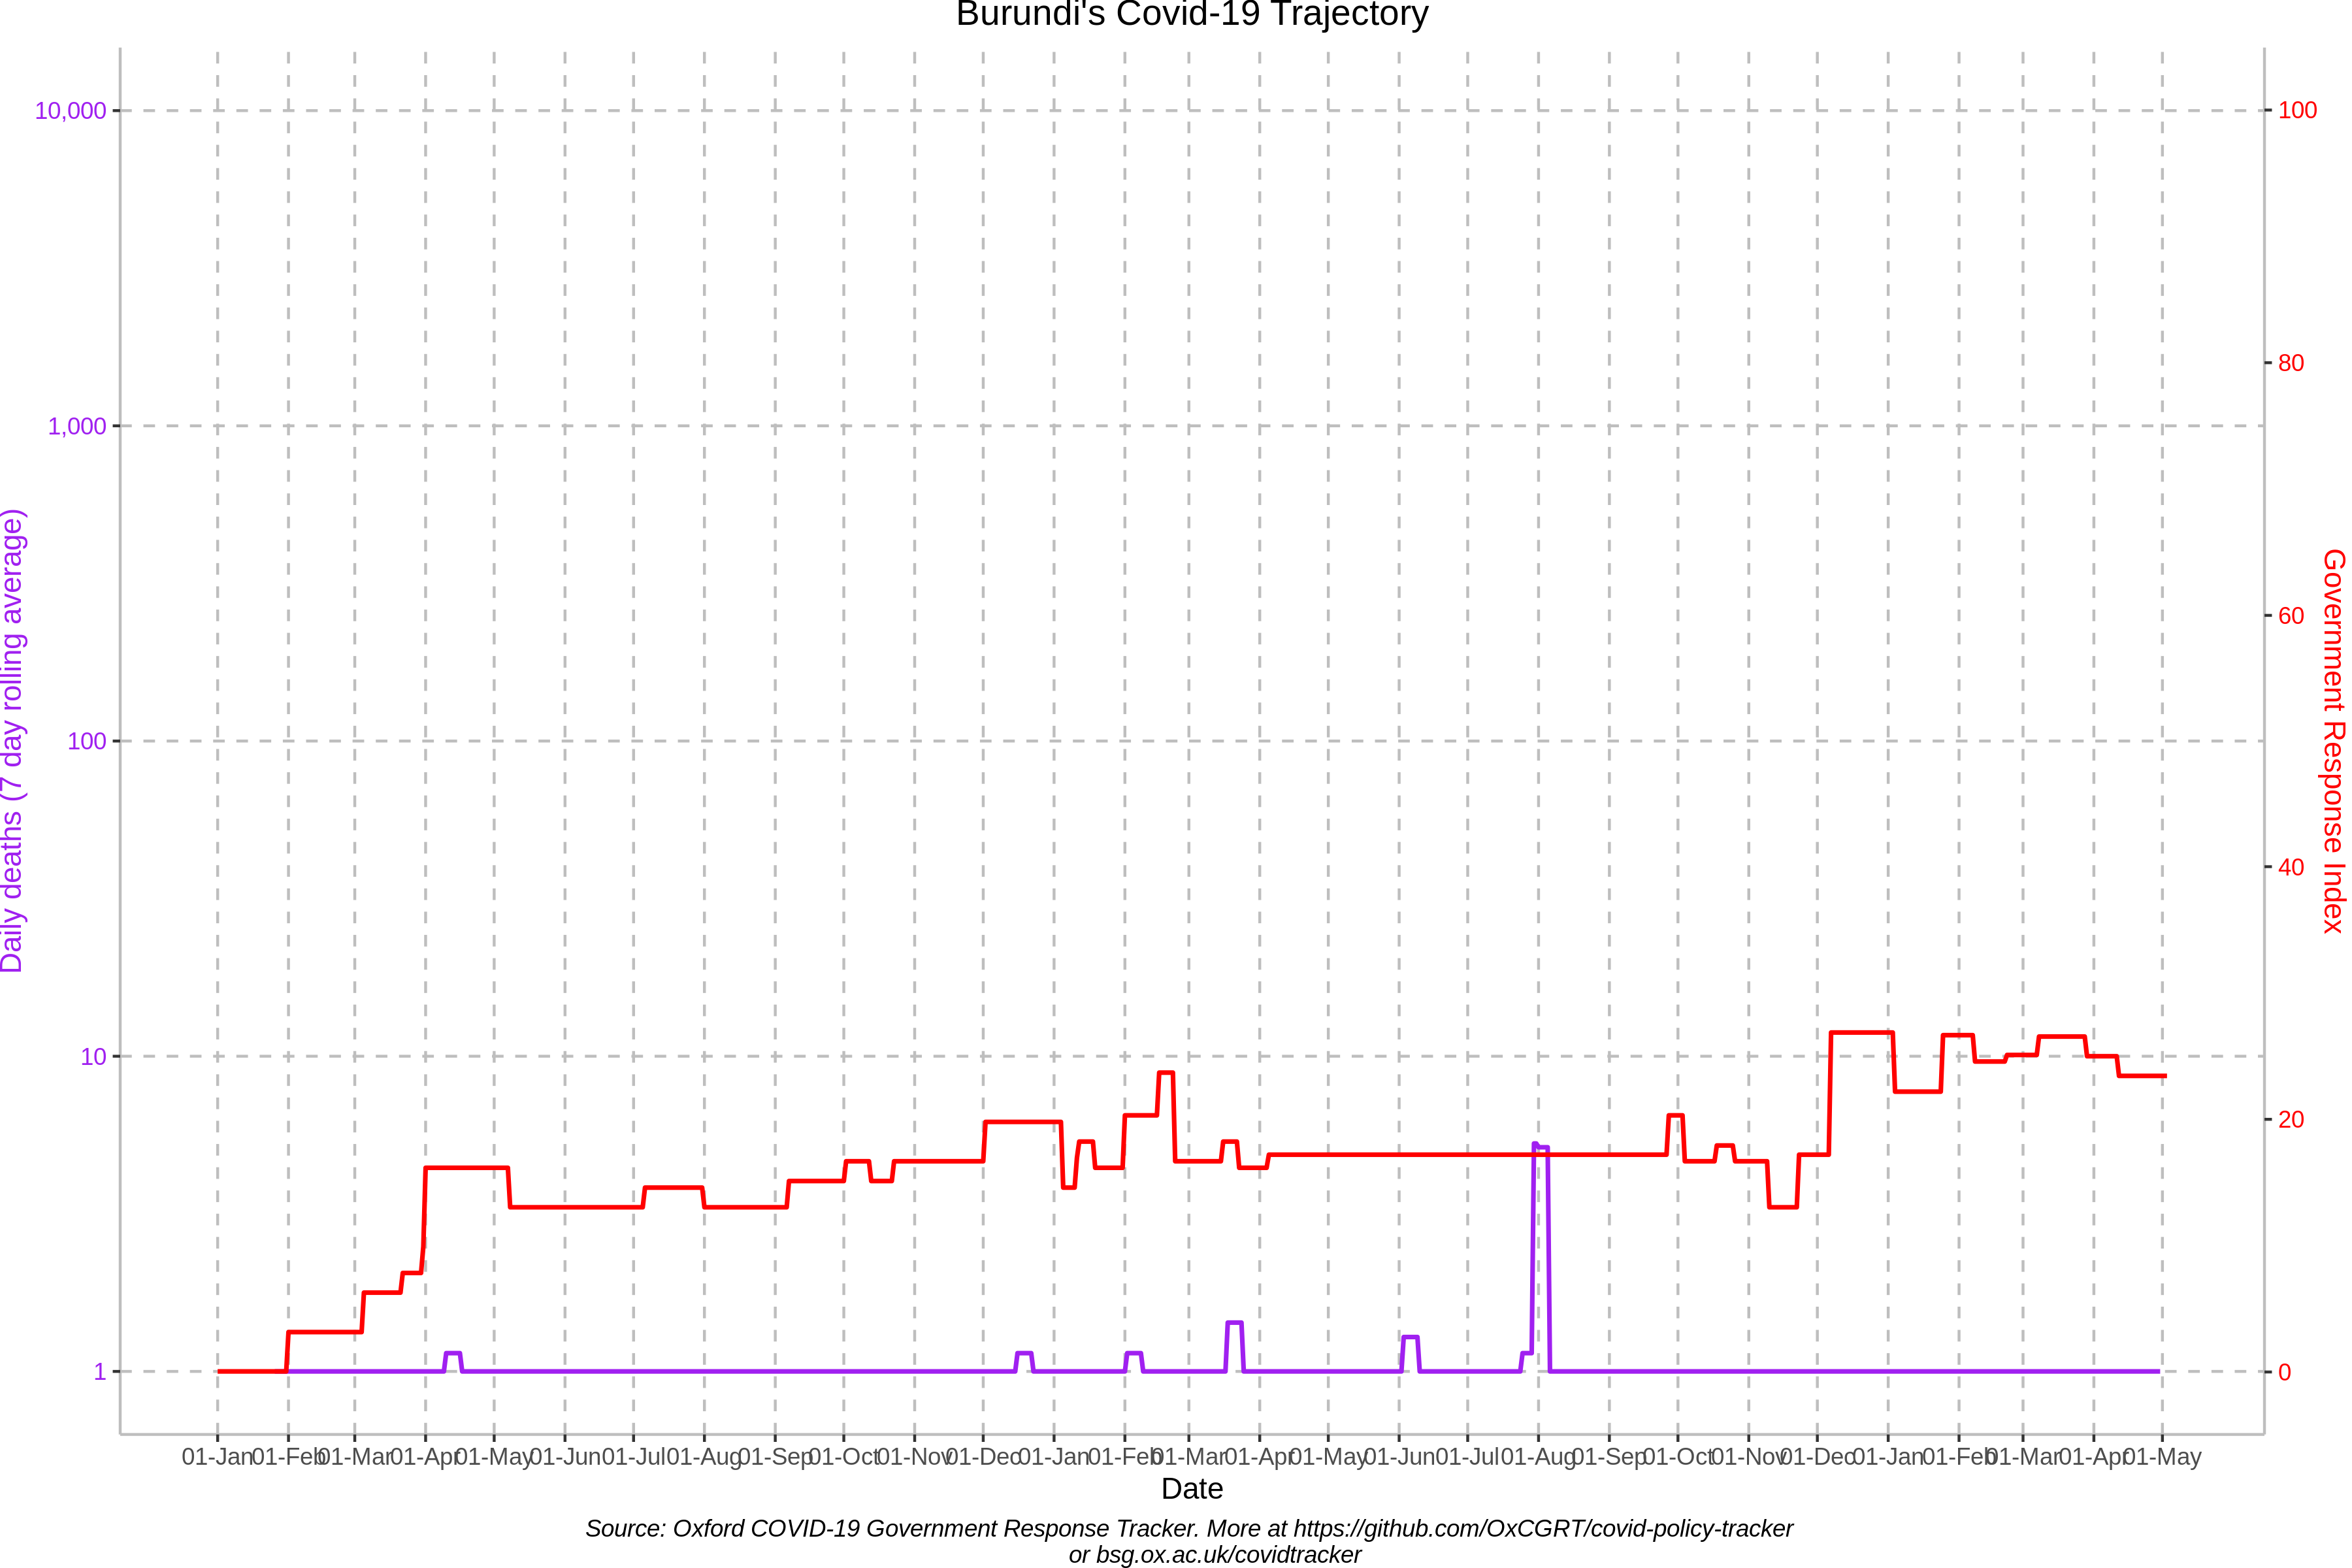 Burundi's Covid-19 Trajectory
10,000
1,000
100
10
1
Daily deaths (7 day rolling average)
100
80
60
40
20
0
Government Response Index
01-Jan 01-Feb 01-Mar 01-Apr 01-May 01-Jun 01-Jul 01-Aug 01-Sep 01-Oct 01-Nov 01-Dec 01-Jan 01-Feb 01-Mar 01-Apr 01-May 01-Jun 01-Jul 01-Aug 01-Sep 01-Oct 01-Nov 01-Dec 01-Jan 01-Feb 01-Mar 01-Apr 01-May
Date
Source: Oxford COVID-19 Government Response Tracker. More at https://github.com/OxCGRT/covid-policy-tracker
or bsg.ox.ac.uk/covidtracker